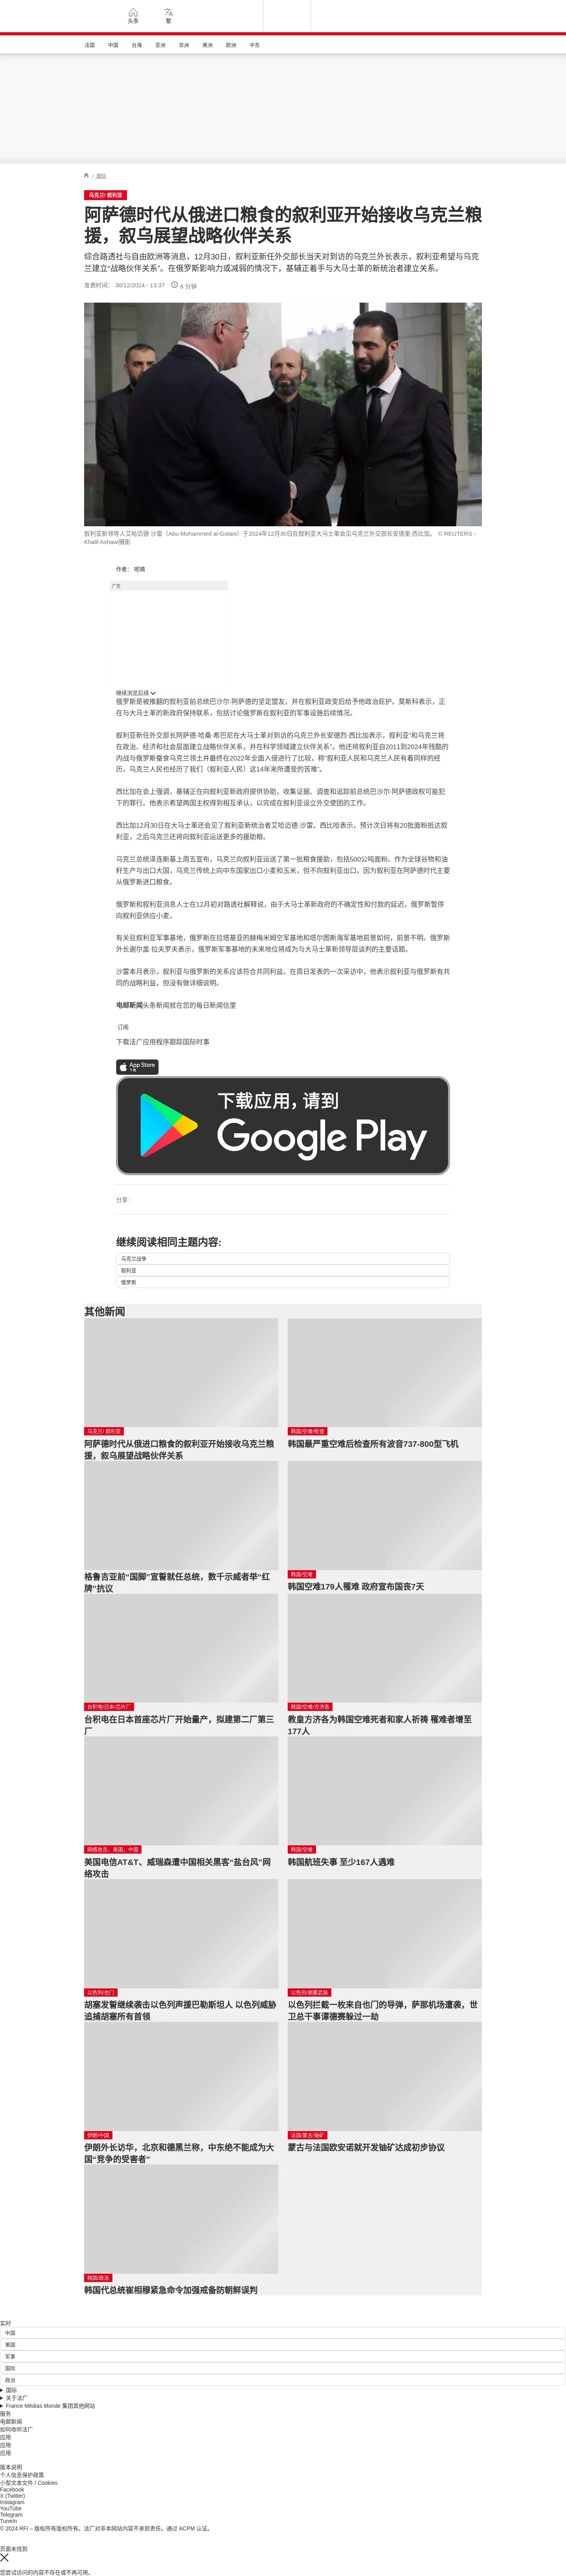 头条
繁
法国 中国 台海 亚洲 非洲 美洲 欧洲 中东
/ 国际
乌克兰/ 叙利亚
阿萨德时代从俄进口粮食的叙利亚开始接收乌克兰粮
援，叙乌展望战略伙伴关系
综合路透社与自由欧洲等消息，12月30日，叙利亚新任外交部长当天对到访的乌克兰外长表示，叙利亚希望与乌克
兰建立“战略伙伴关系”。在俄罗斯影响力或减弱的情况下，基辅正着手与大马士革的新统治者建立关系。
发表时间： 30/12/2024 - 13:37 6 分钟
叙利亚新领导人艾哈迈德·沙雷（Abu Mohammed al-Golani）于2024年12月30日在叙利亚大马士革会见乌克兰外交部长安德里·西比加。 © REUTERS -
Khalil Ashawi摄影
作者： 呢喃
广告
继续浏览后续
俄罗斯是被推翻的叙利亚前总统巴沙尔·阿萨德的坚定盟友，并在叙利亚政变后给予他政治庇护。莫斯科表示，正
在与大马士革的新政府保持联系，包括讨论俄罗斯在叙利亚的军事设施后续情况。
叙利亚新任外交部长阿萨德·哈桑·希巴尼在大马士革对到访的乌克兰外长安德烈·西比加表示，叙利亚“和乌克兰将
在政治、经济和社会层面建立战略伙伴关系，并在科学领域建立伙伴关系”。他还将叙利亚自2011到2024年残酷的
内战与俄罗斯蚕食乌克兰领土并最终在2022年全面入侵进行了比较，称“叙利亚人民和乌克兰人民有着同样的经
历，乌克兰人民也经历了我们（叙利亚人民）这14年来所遭受的苦难”。
西比加在会上强调，基辅正在向叙利亚新政府提供协助，收集证据、调查和追踪前总统巴沙尔·阿萨德政权可能犯
下的罪行，他表示希望两国主权得到相互承认，以完成在叙利亚设立外交使团的工作。
西比加12月30日在大马士革还会见了叙利亚新统治者艾哈迈德·沙雷。西比哈表示，预计次日将有20批面粉抵达叙
利亚，之后乌克兰还将向叙利亚运送更多的援助粮。
乌克兰总统泽连斯基上周五宣布，乌克兰向叙利亚运送了第一批粮食援助，包括500公吨面粉。作为全球谷物和油
籽生产与出口大国，乌克兰传统上向中东国家出口小麦和玉米，但不向叙利亚出口，因为叙利亚在阿萨德时代主要
从俄罗斯进口粮食。
俄罗斯和叙利亚消息人士在12月初对路透社解释说，由于大马士革新政府的不确定性和付款的延迟，俄罗斯暂停
向叙利亚供应小麦。
有关驻叙利亚军事基地，俄罗斯在拉塔基亚的赫梅米姆空军基地和塔尔图斯海军基地前景如何，前景不明。俄罗斯
外长谢尔盖·拉夫罗夫表示，俄罗斯军事基地的未来地位将成为与大马士革新领导层谈判的主要话题。
沙雷本月表示，叙利亚与俄罗斯的关系应该符合共同利益。在周日发表的一次采访中，他表示叙利亚与俄罗斯有共
同的战略利益，但没有做详细说明。
电邮新闻头条新闻就在您的每日新闻信里
订阅
下载法广应用程序跟踪国际时事
App Store
下载
下载应用，请到
Google Play
分享 :
继续阅读相同主题内容:
乌克兰战争
叙利亚
俄罗斯
其他新闻
乌克兰/ 叙利亚
阿萨德时代从俄进口粮食的叙利亚开始接收乌克兰粮
援，叙乌展望战略伙伴关系
韩国/空难/检查
韩国最严重空难后检查所有波音737-800型飞机
格鲁吉亚前“国脚”宣誓就任总统，数千示威者举“红
牌”抗议
韩国/空难
韩国空难179人罹难 政府宣布国丧7天
台积电/日本/芯片厂
台积电在日本首座芯片厂开始量产，拟建第二厂第三
厂
韩国/空难/方济各
教皇方济各为韩国空难死者和家人祈祷 罹难者增至
177人
网络攻击，美国，中国
美国电信AT&T、威瑞森遭中国相关黑客“盐台风”网
络攻击
韩国/空难
韩国航班失事 至少167人遇难
以色列/也门
胡塞发誓继续袭击以色列声援巴勒斯坦人 以色列威胁
追捕胡塞所有首领
以色列/胡塞武装
以色列拦截一枚来自也门的导弹，萨那机场遭袭，世
卫总干事谭德赛躲过一劫
伊朗/中国
伊朗外长访华，北京和德黑兰称，中东绝不能成为大
国“竞争的受害者”
法国/蒙古/铀矿
蒙古与法国欧安诺就开发铀矿达成初步协议
韩国/政治
韩国代总统崔相穆紧急命令加强戒备防朝鲜误判
实时
中国
美国
军事
国际
政治
国际
关于法广
France Médias Monde 集团其他网站
服务
电邮新闻
如何收听法广
应用
应用
应用
版本说明
个人信息保护政策
小型文本文件 / Cookies
Facebook
X (Twitter)
Instagram
YouTube
Telegram
TuneIn
© 2024 RFI – 版权所有版权所有。法广对非本网站内容不承担责任。通过 ACPM 认证。
页面未找到
您尝试访问的内容不存在或不再可用。